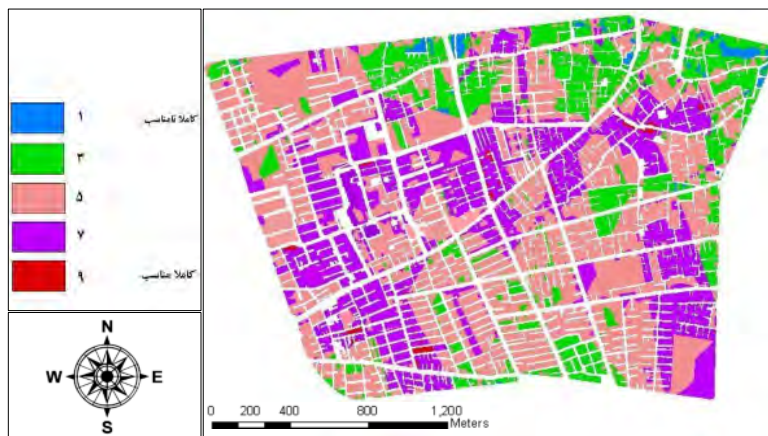 ۱ کاملا نامناسب
۳
۵
۷
۹ کاملا مناسب
N
W E
S
0 200 400 800 1,200
Meters